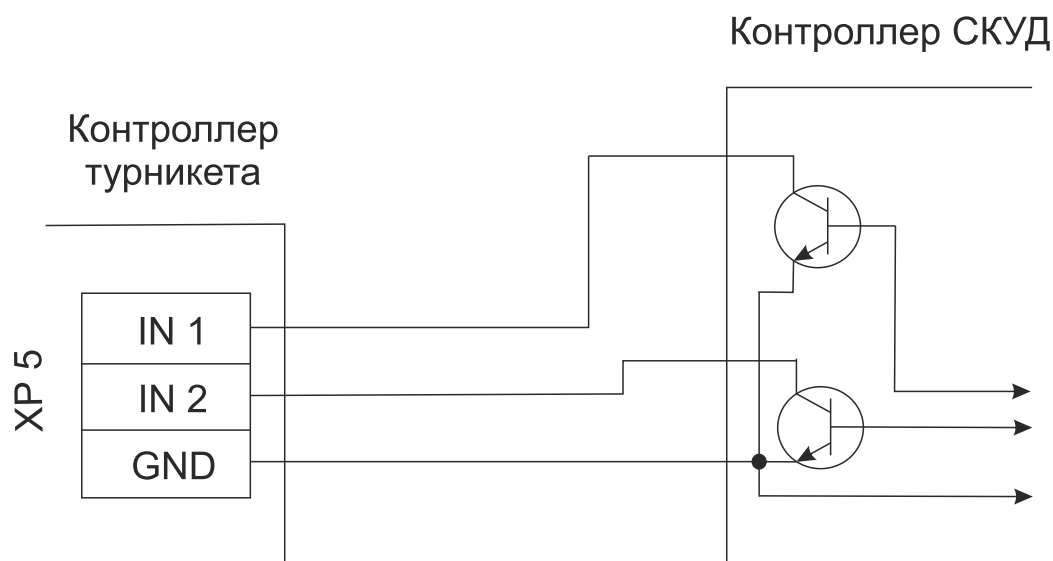 Контроллер СКУД
Контроллер
турникета
XP 5
IN 1
IN 2
GND